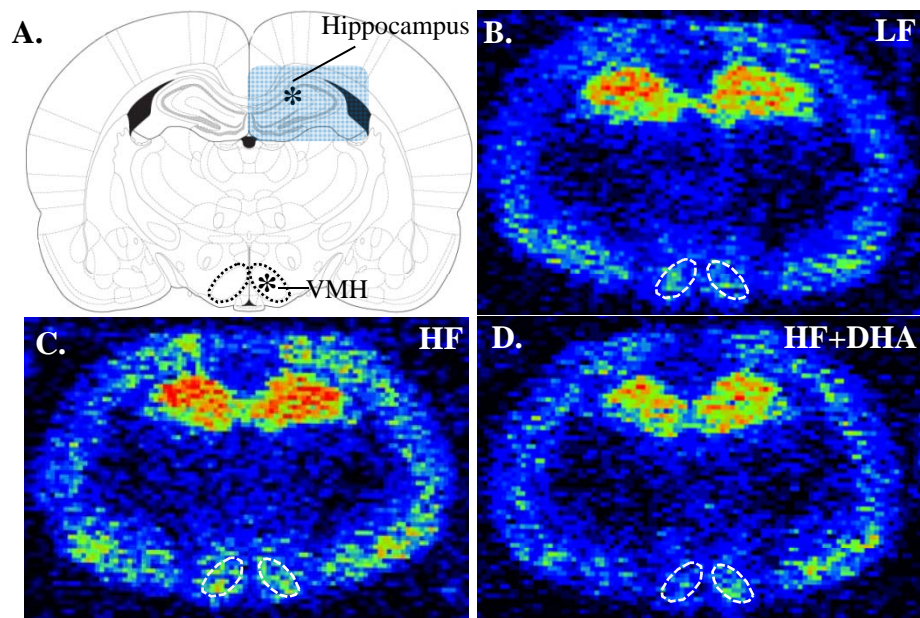 A.
Hippocampus
*
*
VMH
B.
LF
C.
HF
D.
HF+DHA